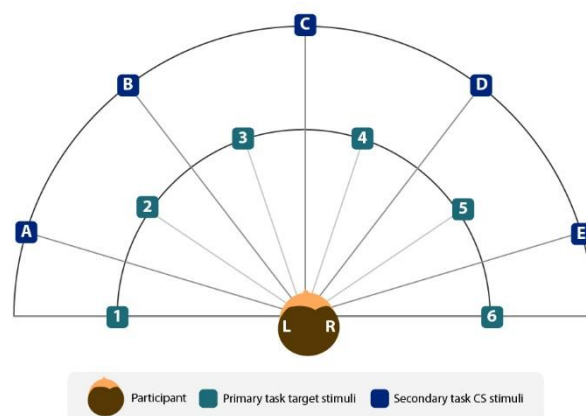 C
B D
3 4
2 5
A E
1 L R 6
Participant Primary task target stimuli Secondary task CS stimuli